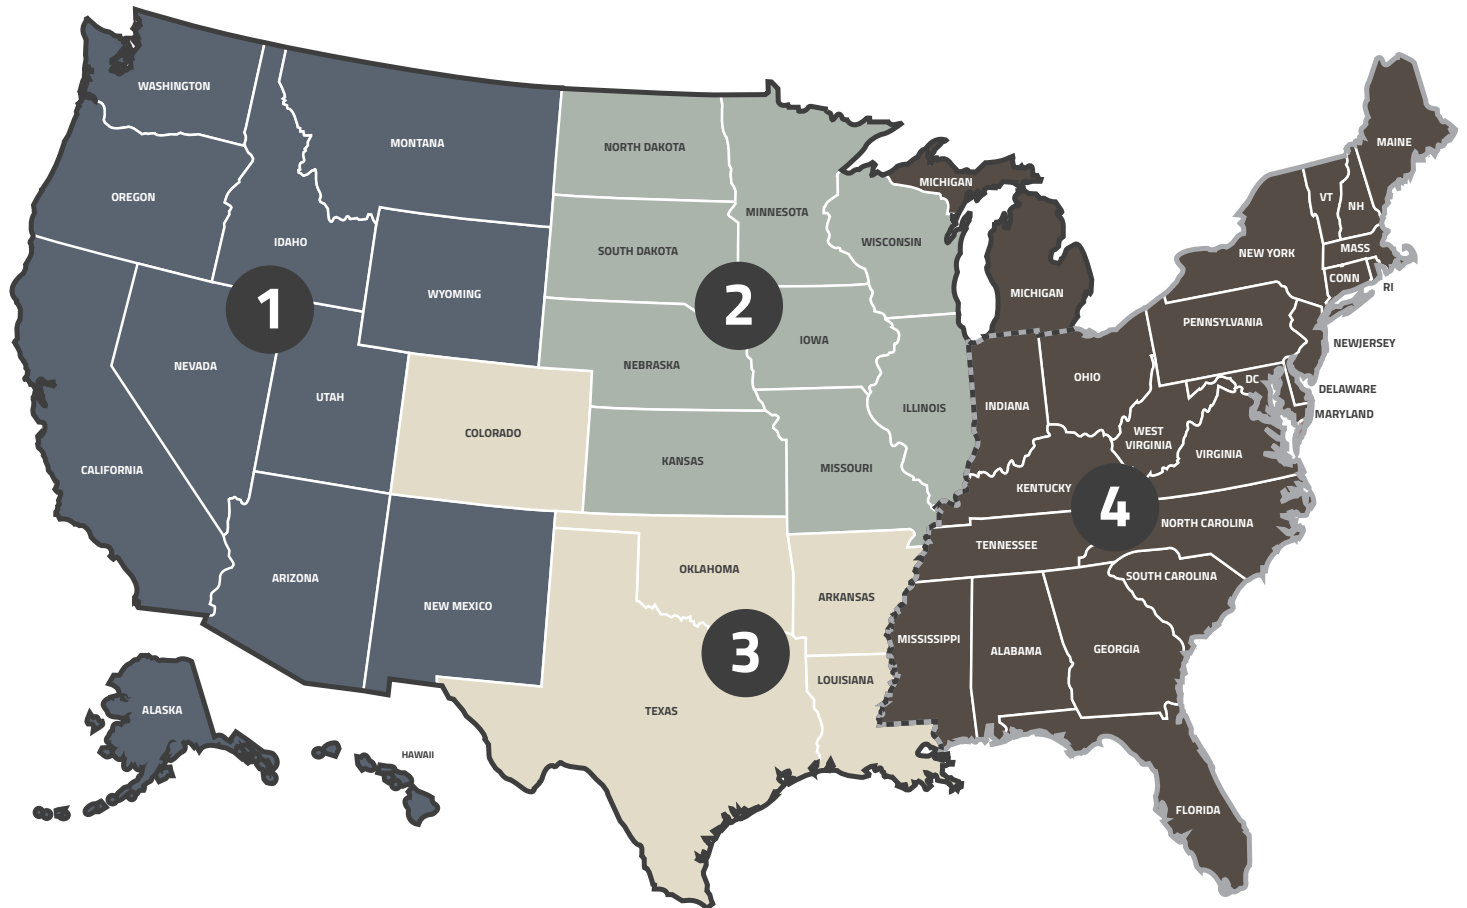 WASHINGTON
MONTANA
OREGON
IDAHO
WYOMING
NEVADA
UTAH
CALIFORNIA
ARIZONA
NEW MEXICO
ALASKA
HAWAII
1
NORTH DAKOTA
MINNESOTA
SOUTH DAKOTA
WISCONSIN
NEBRASKA
IOWA
ILLINOIS
KANSAS
MISSOURI
2
COLORADO
OKLAHOMA
ARKANSAS
TEXAS
LOUISIANA
3
MICHIGAN
MICHIGAN
MAINE
VT
NH
NEW YORK
MASS
CONN
RI
PENNSYLVANIA
NEWJERSEY
OHIO
INDIANA
DC
DELAWARE
MARYLAND
WEST
VIRGINIA
VIRGINIA
KENTUCKY
NORTH CAROLINA
TENNESSEE
SOUTH CAROLINA
MISSISSIPPI
ALABAMA
GEORGIA
FLORIDA
4